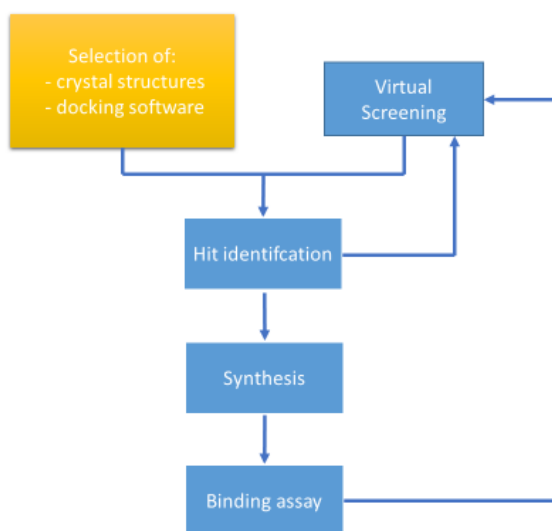 Selection of:
- crystal structures
- docking software
Virtual
Screening
Hit identifcation
Synthesis
Binding assay